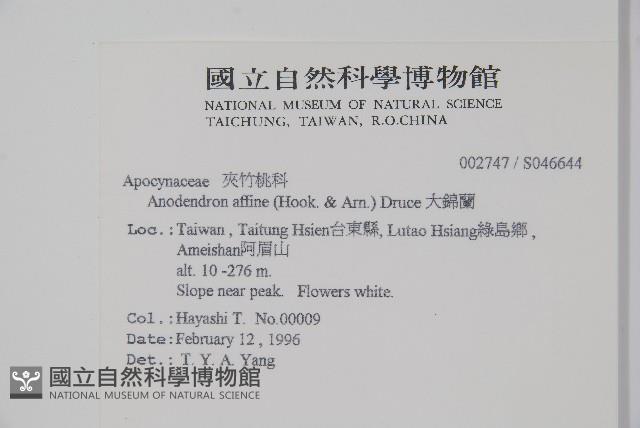 國立自然科學博物館
NATIONAL MUSEUM OF NATURAL SCIENCE
TAICHUNG, TAIWAN, R.O.CHINA
002747 / S046644
Apocynaceae 夾竹桃科
Anodendron affine (Hook. & Arn.) Druce 大錦蘭
Loc.: Taiwan , Taitung Hsien台東縣, Lutao Hsiang綠島鄉 ,
Ameishan阿眉山
alt. 10 -276 m.
Slope near peak. Flowers white.
Col.: Hayashi T. No.00009
Date: February 12 , 1996
Det.: T. Y. A. Yang
國立自然科學博物館
NATIONAL MUSEUM OF NATURAL SCIENCE